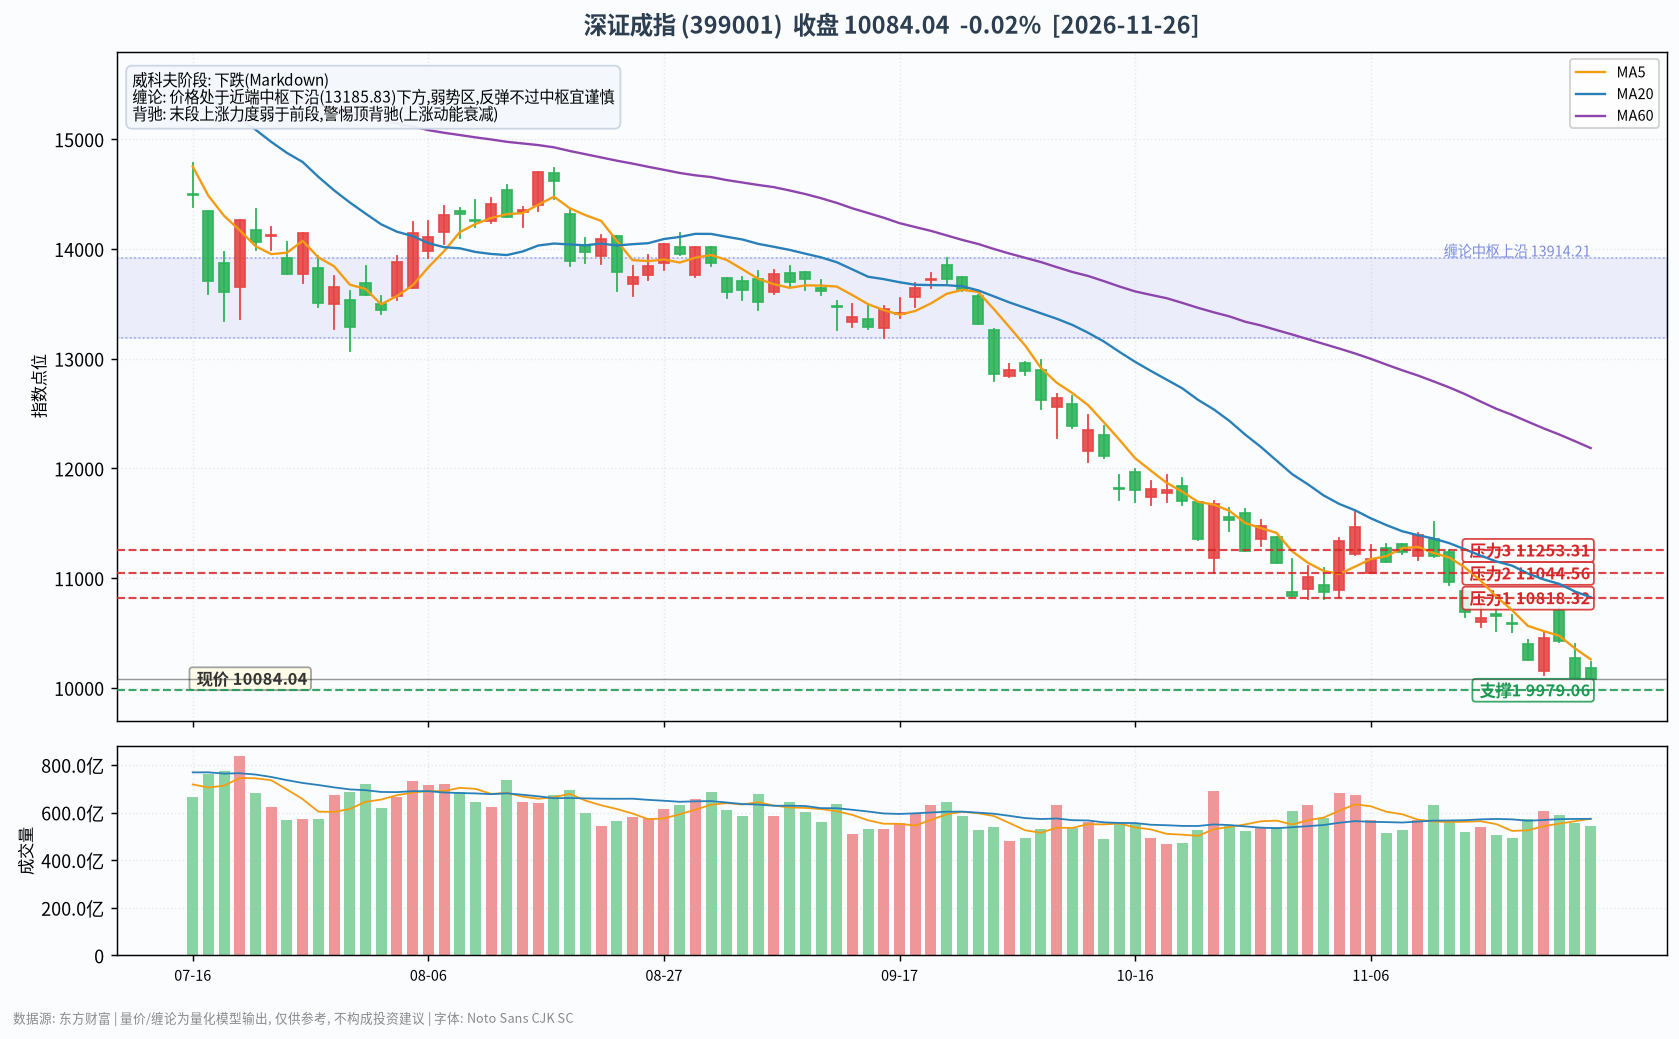 深证成指 (399001)  收盘 10084.04  -0.02%  [2026-11-26]
威科夫阶段: 下跌(Markdown)
缠论: 价格处于近端中枢下沿(13185.83)下方,弱势区,反弹不过中枢宜谨慎
背驰: 末段上涨力度弱于前段,警惕顶背驰(上涨动能衰减)
MA5
MA20
MA60
指数点位
15000
14000
13000
12000
11000
10000
缠论中枢上沿 13914.21
压力3 11253.31
压力2 11044.56
压力1 10818.32
现价 10084.04
支撑1 9979.06
成交量
800.0亿
600.0亿
400.0亿
200.0亿
0
07-16
08-06
08-27
09-17
10-16
11-06
数据源: 东方财富 | 量价/缠论为量化模型输出, 仅供参考, 不构成投资建议 | 字体: Noto Sans CJK SC